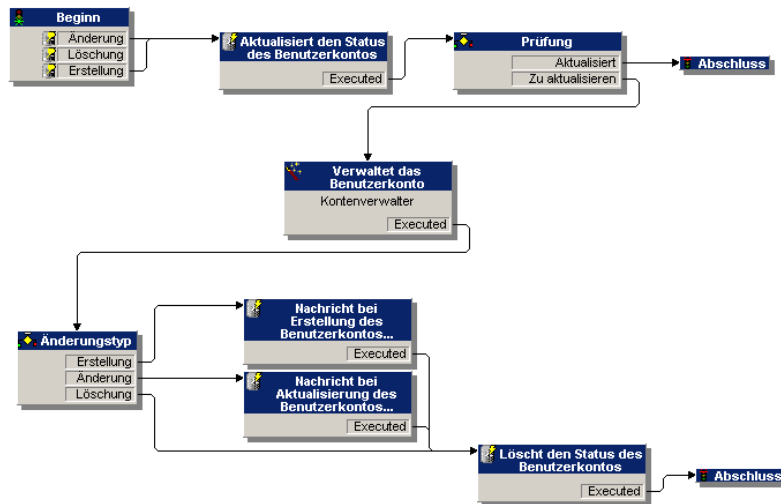 Beginn
Änderung
Löschung
Erstellung
Aktualisiert den Status
des Benutzerkontos
Executed
Prüfung
Aktualisiert
Zu aktualisieren
Abschluss
Verwaltet das
Benutzerkonto
Kontenverwalter
Executed
Änderungstyp
Erstellung
Änderung
Löschung
Nachricht bei
Erstellung des
Benutzerkontos...
Executed
Nachricht bei
Aktualisierung des
Benutzerkontos...
Executed
Löscht den Status des
Benutzerkontos
Executed
Abschluss